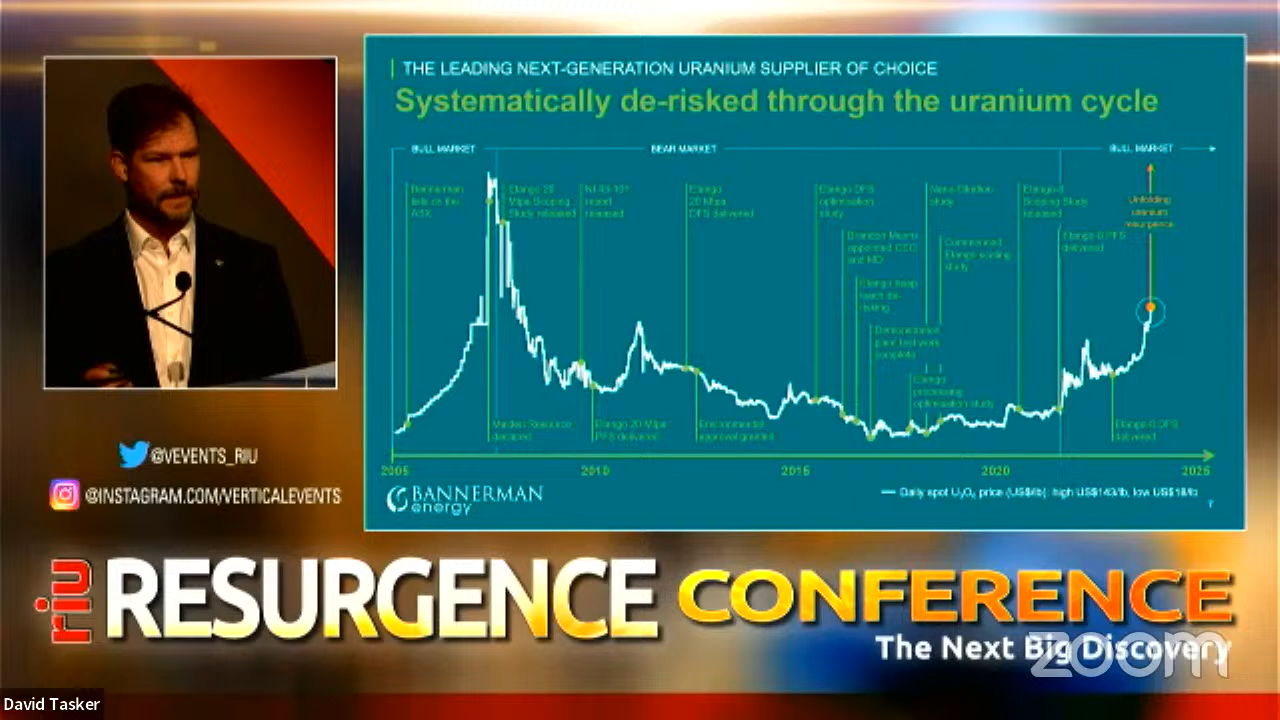 THE LEADING NEXT-GENERATION URANIUM SUPPLIER OF CHOICE
Systematically de-risked through the uranium cycle
BULL MARKET
BEAR MARKET
BULL MARKET
Bannerman
lists on the
ASX
Etango 20
Mtpa Scoping
Study released
NI 43-101
report
released
Etango
20 Mtpa
DFS delivered
Etango DFS
optimisation
study
Brandon Munro
appointed CEO
and MD
Etango heap
leach de-
risking
Demonstration
plant test work
complete
Etango
processing
optimisation study
Nano-filtration
study
Commenced
Etango scaling
study
Etango-8
Scoping Study
released
Etango-8 PFS
delivered
Unfolding
uranium
resurgence
Maiden Resource
declared
Etango 20 Mtpa
PFS delivered
Environmental
approval granted
Etango-8 DFS
delivered
2005
2010
2015
2020
2025
BANNERMAN
energy
Daily spot U₃O₈ price (US$/lb): high US$143/lb, low US$18/lb
7
@VEVENTS_RIU
@INSTAGRAM.COM/VERTICALEVENTS
riu RESURGENCE CONFERENCE
The Next Big Discovery
zoom
David Tasker